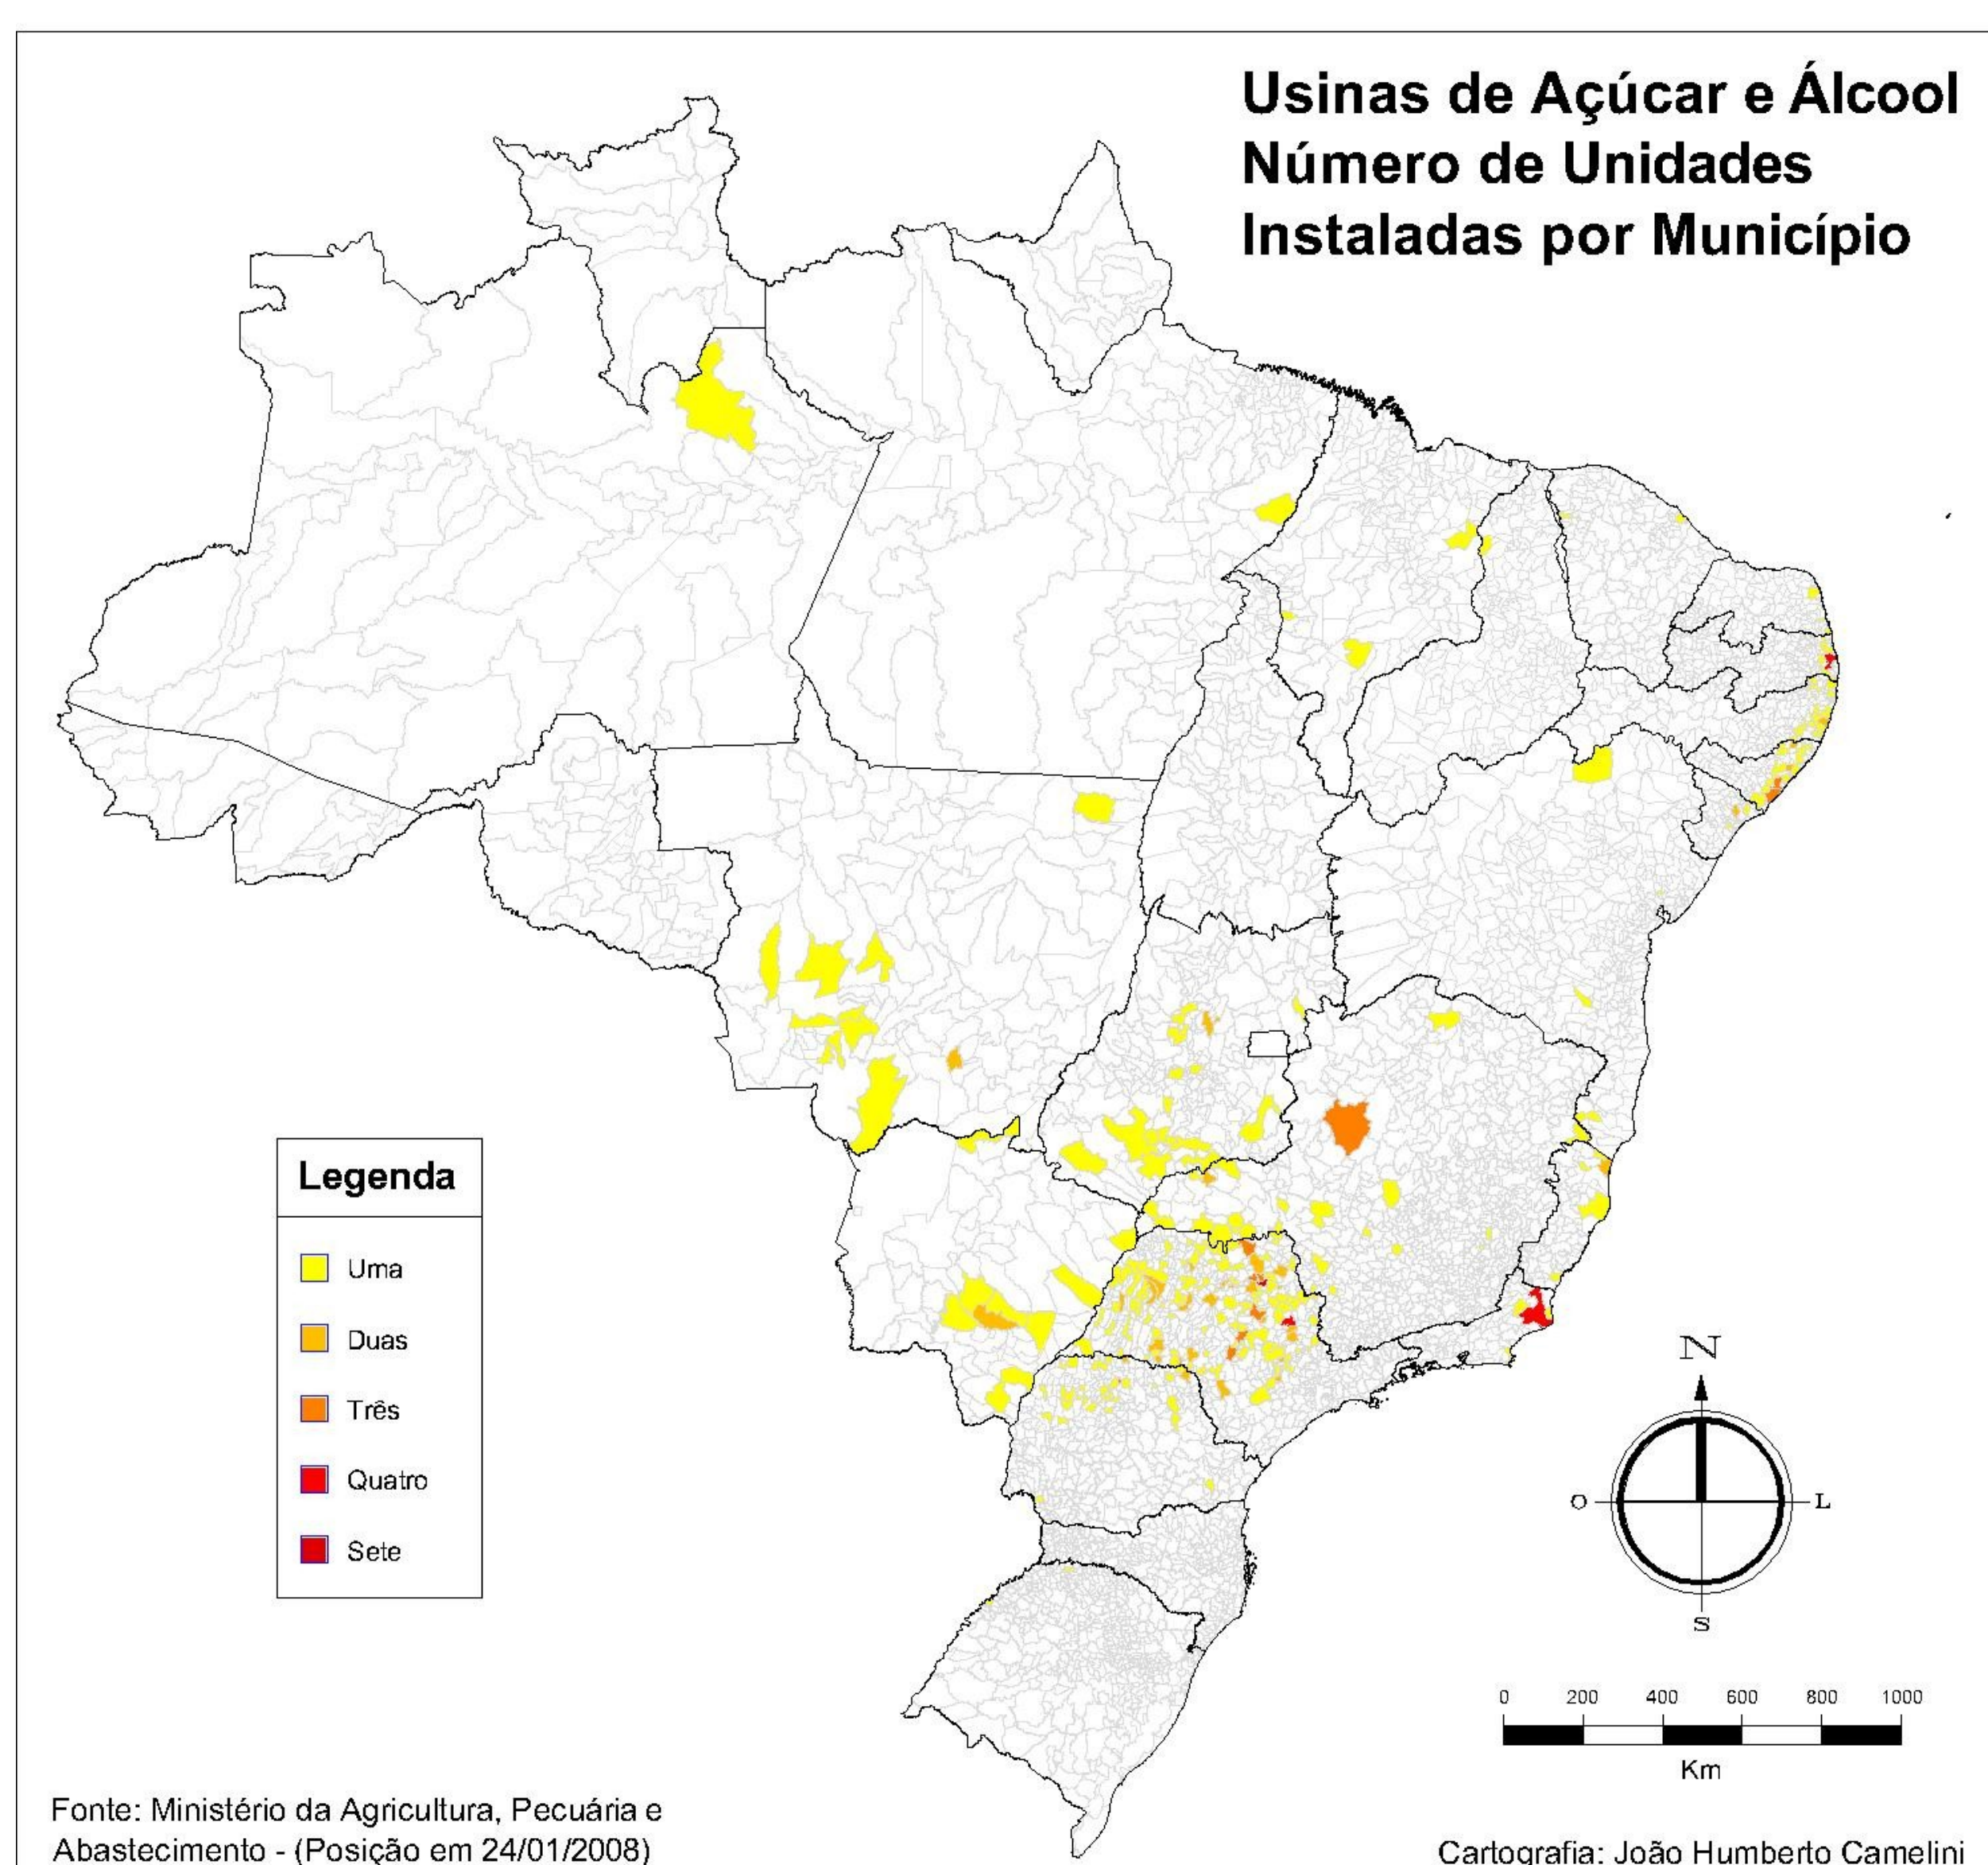 Usinas de Açúcar e Álcool
Número de Unidades
Instaladas por Município
Legenda
Uma
Duas
Três
Quatro
Sete
N
O
L
S
0 200 400 600 800 1000
Km
Fonte: Ministério da Agricultura, Pecuária e
Abastecimento - (Posição em 24/01/2008)
Cartografia: João Humberto Camelini